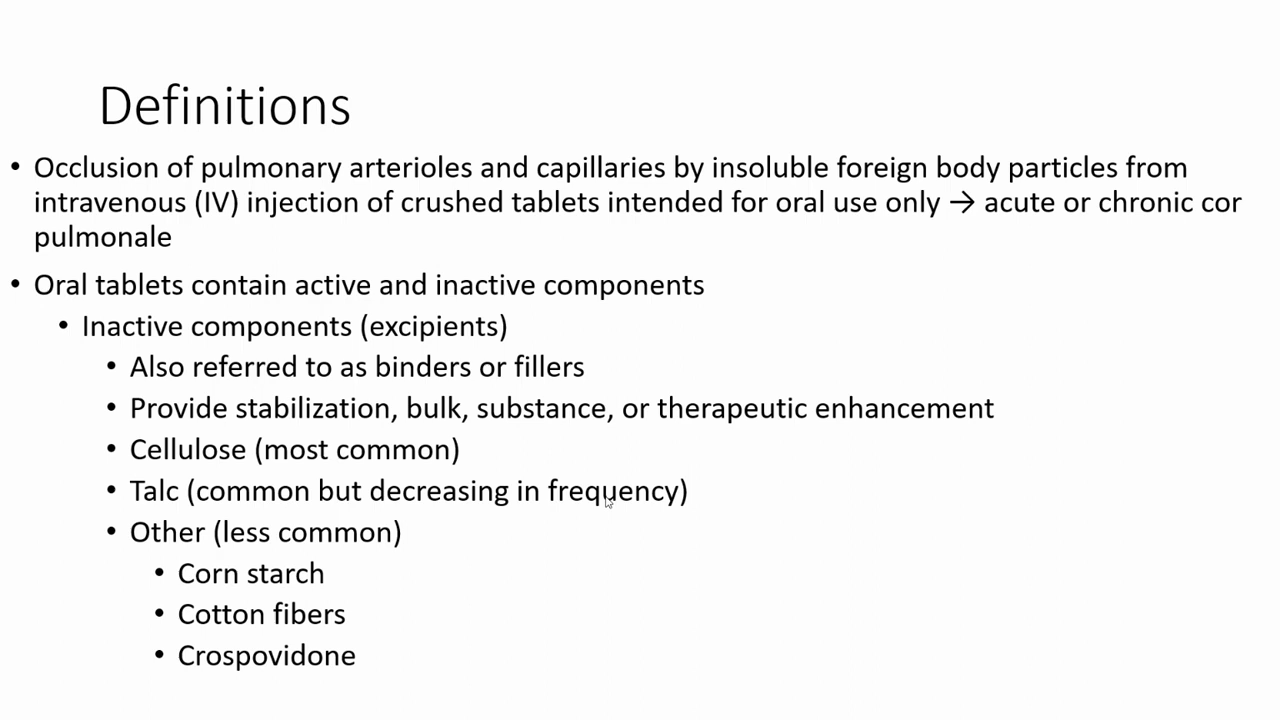 Definitions
• Occlusion of pulmonary arterioles and capillaries by insoluble foreign body particles from
intravenous (IV) injection of crushed tablets intended for oral use only → acute or chronic cor
pulmonale
• Oral tablets contain active and inactive components
• Inactive components (excipients)
• Also referred to as binders or fillers
• Provide stabilization, bulk, substance, or therapeutic enhancement
• Cellulose (most common)
• Talc (common but decreasing in frequency)
• Other (less common)
• Corn starch
• Cotton fibers
• Crospovidone